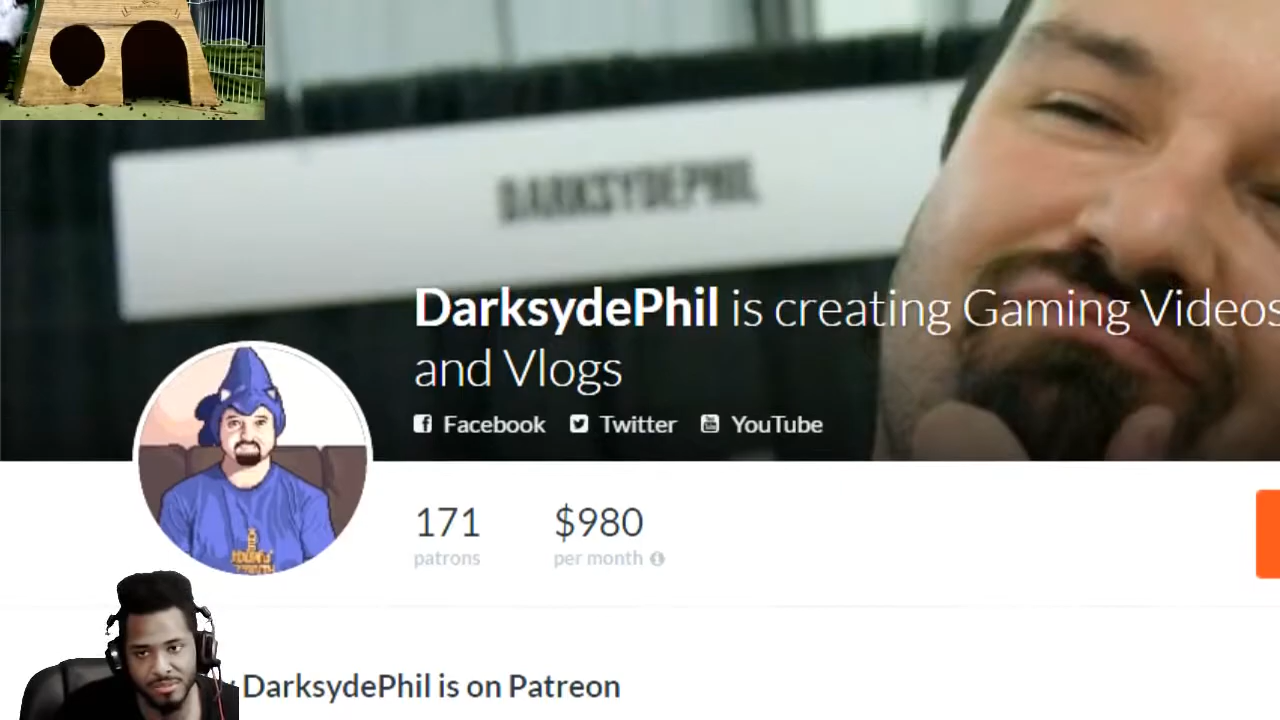 DARKSYDEPHIL
DarksydePhil is creating Gaming Videos
and Vlogs
Facebook Twitter YouTube
171 $980
patrons per month
DarksydePhil is on Patreon